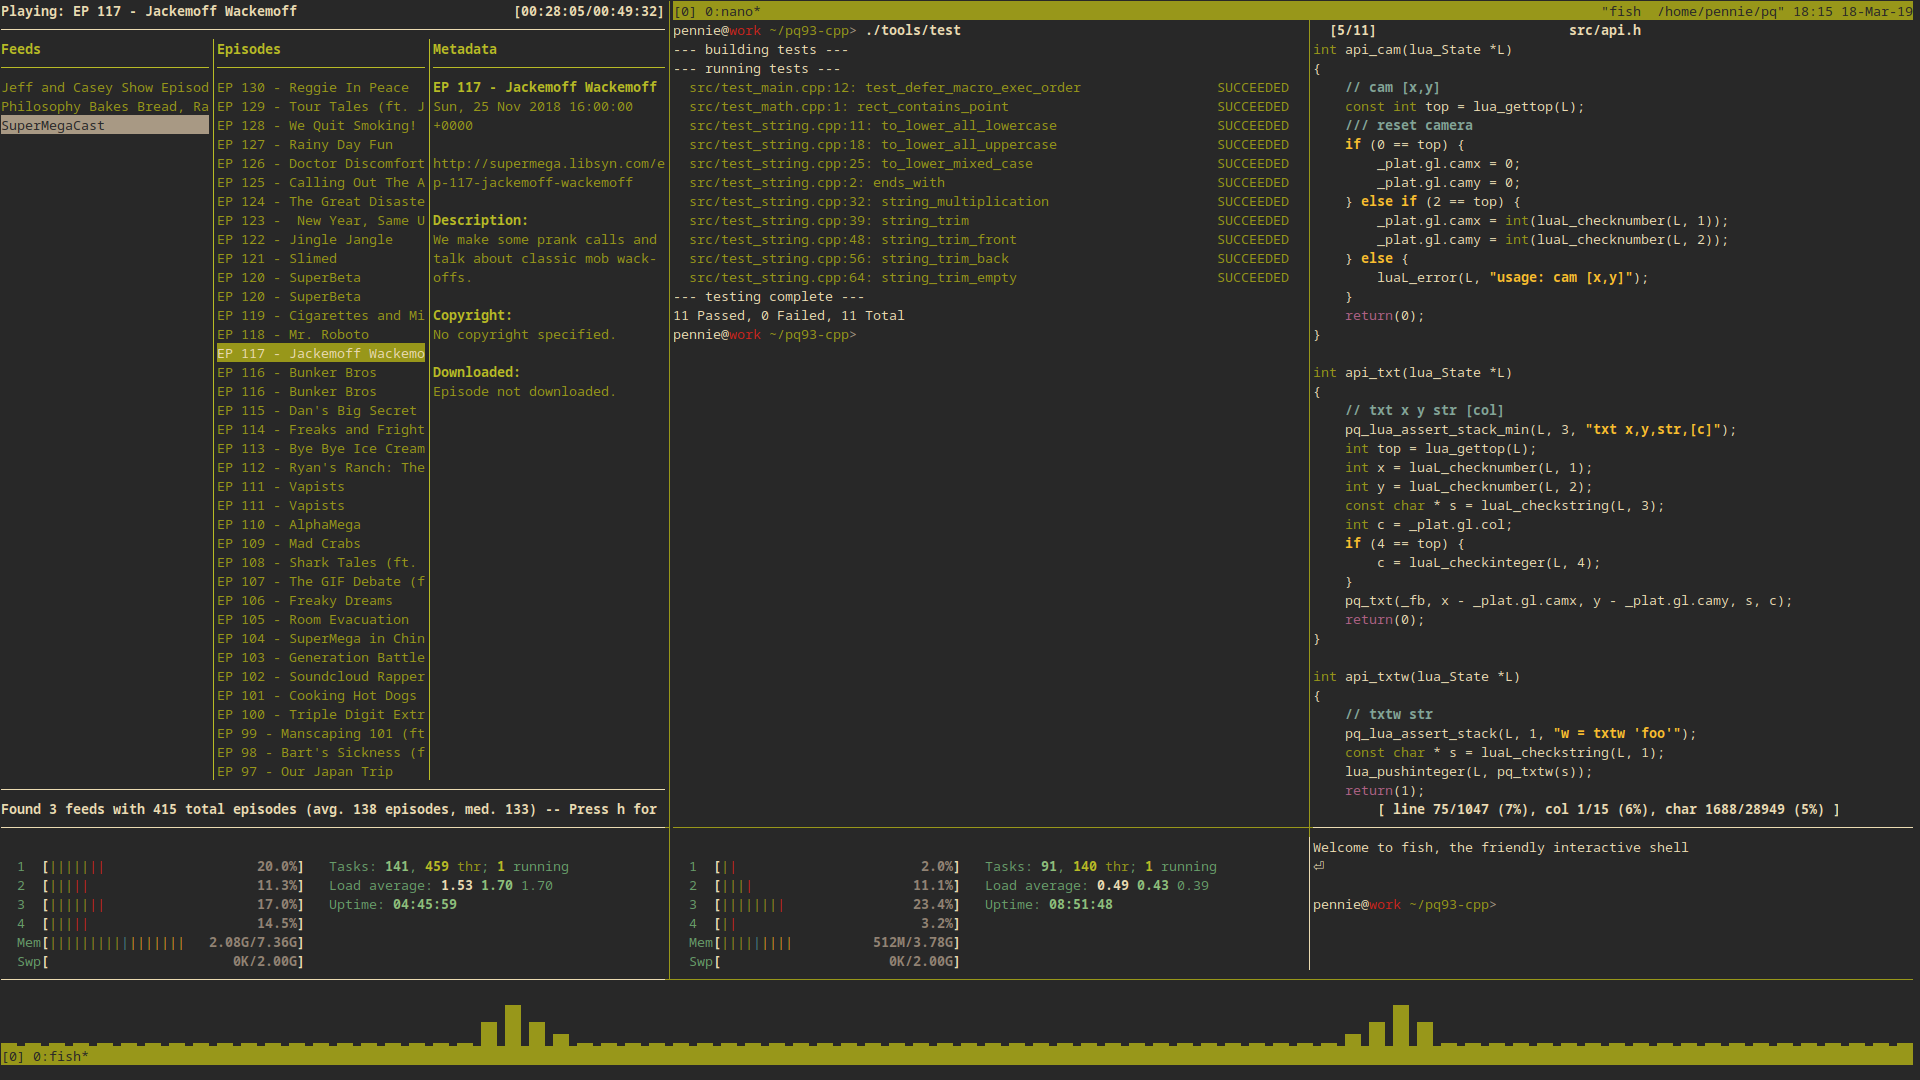 Playing: EP 117 - Jackemoff Wackemoff [00:28:05/00:49:32]
Feeds
Jeff and Casey Show Episod
Philosophy Bakes Bread, Ra
SuperMegaCast
Episodes
EP 130 - Reggie In Peace
EP 129 - Tour Tales (ft. J
EP 128 - We Quit Smoking!
EP 127 - Rainy Day Fun
EP 126 - Doctor Discomfort
EP 125 - Calling Out The A
EP 124 - The Great Disaste
EP 123 -  New Year, Same U
EP 122 - Jingle Jangle
EP 121 - Slimed
EP 120 - SuperBeta
EP 120 - SuperBeta
EP 119 - Cigarettes and Mi
EP 118 - Mr. Roboto
EP 117 - Jackemoff Wackemo
EP 116 - Bunker Bros
EP 116 - Bunker Bros
EP 115 - Dan's Big Secret
EP 114 - Freaks and Fright
EP 113 - Bye Bye Ice Cream
EP 112 - Ryan's Ranch: The
EP 111 - Vapists
EP 111 - Vapists
EP 110 - AlphaMega
EP 109 - Mad Crabs
EP 108 - Shark Tales (ft.
EP 107 - The GIF Debate (f
EP 106 - Freaky Dreams
EP 105 - Room Evacuation
EP 104 - SuperMega in Chin
EP 103 - Generation Battle
EP 102 - Soundcloud Rapper
EP 101 - Cooking Hot Dogs
EP 100 - Triple Digit Extr
EP 99 - Manscaping 101 (ft
EP 98 - Bart's Sickness (f
EP 97 - Our Japan Trip
Metadata
EP 117 - Jackemoff Wackemoff
Sun, 25 Nov 2018 16:00:00
+0000
http://supermega.libsyn.com/e
p-117-jackemoff-wackemoff
Description:
We make some prank calls and
talk about classic mob wack-
offs.
Copyright:
No copyright specified.
Downloaded:
Episode not downloaded.
Found 3 feeds with 415 total episodes (avg. 138 episodes, med. 133) -- Press h for
[0] 0:nano* "fish  /home/pennie/pq" 18:15 18-Mar-19
pennie@work ~/pq93-cpp> ./tools/test
--- building tests ---
--- running tests ---
src/test_main.cpp:12: test_defer_macro_exec_order SUCCEEDED
src/test_math.cpp:1: rect_contains_point SUCCEEDED
src/test_string.cpp:11: to_lower_all_lowercase SUCCEEDED
src/test_string.cpp:18: to_lower_all_uppercase SUCCEEDED
src/test_string.cpp:25: to_lower_mixed_case SUCCEEDED
src/test_string.cpp:2: ends_with SUCCEEDED
src/test_string.cpp:32: string_multiplication SUCCEEDED
src/test_string.cpp:39: string_trim SUCCEEDED
src/test_string.cpp:48: string_trim_front SUCCEEDED
src/test_string.cpp:56: string_trim_back SUCCEEDED
src/test_string.cpp:64: string_trim_empty SUCCEEDED
--- testing complete ---
11 Passed, 0 Failed, 11 Total
pennie@work ~/pq93-cpp>
[5/11] src/api.h
int api_cam(lua_State *L)
{
    // cam [x,y]
    const int top = lua_gettop(L);
    /// reset camera
    if (0 == top) {
        _plat.gl.camx = 0;
        _plat.gl.camy = 0;
    } else if (2 == top) {
        _plat.gl.camx = int(luaL_checknumber(L, 1));
        _plat.gl.camy = int(luaL_checknumber(L, 2));
    } else {
        luaL_error(L, "usage: cam [x,y]");
    }
    return(0);
}
int api_txt(lua_State *L)
{
    // txt x y str [col]
    pq_lua_assert_stack_min(L, 3, "txt x,y,str,[c]");
    int top = lua_gettop(L);
    int x = luaL_checknumber(L, 1);
    int y = luaL_checknumber(L, 2);
    const char * s = luaL_checkstring(L, 3);
    int c = _plat.gl.col;
    if (4 == top) {
        c = luaL_checkinteger(L, 4);
    }
    pq_txt(_fb, x - _plat.gl.camx, y - _plat.gl.camy, s, c);
    return(0);
}
int api_txtw(lua_State *L)
{
    // txtw str
    pq_lua_assert_stack(L, 1, "w = txtw 'foo'");
    const char * s = luaL_checkstring(L, 1);
    lua_pushinteger(L, pq_txtw(s));
    return(1);
[ line 75/1047 (7%), col 1/15 (6%), char 1688/28949 (5%) ]
1 [||||||| 20.0%] Tasks: 141, 459 thr; 1 running
2 [||||| 11.3%] Load average: 1.53 1.70 1.70
3 [||||||| 17.0%] Uptime: 04:45:59
4 [||||| 14.5%]
Mem[||||||||||||||||| 2.08G/7.36G]
Swp[ 0K/2.00G]
1 [|| 2.0%] Tasks: 91, 140 thr; 1 running
2 [|||| 11.1%] Load average: 0.49 0.43 0.39
3 [|||||||| 23.4%] Uptime: 08:51:48
4 [|| 3.2%]
Mem[||||||||| 512M/3.78G]
Swp[ 0K/2.00G]
Welcome to fish, the friendly interactive shell
⏎
pennie@work ~/pq93-cpp>
[0] 0:fish*